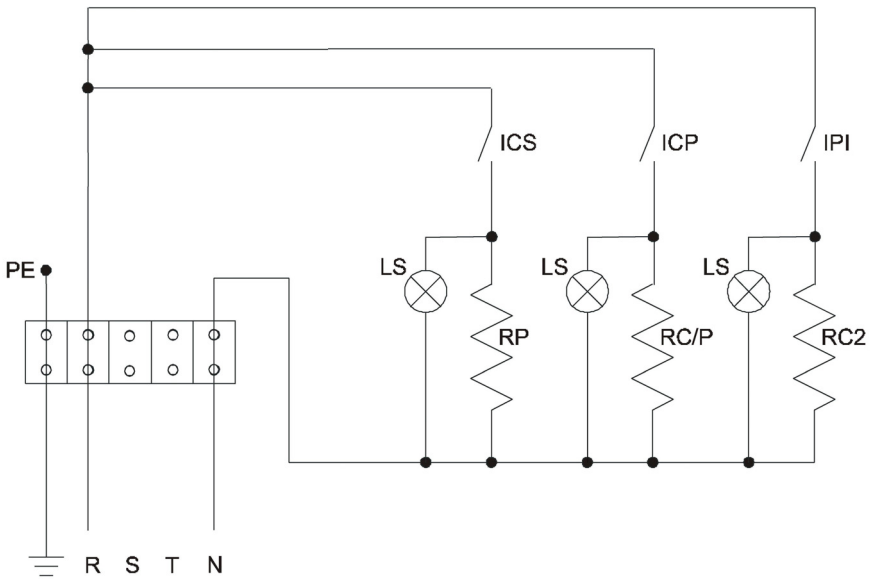 ICS
ICP
IPI
PE
LS
LS
LS
RP
RC/P
RC2
R S T N